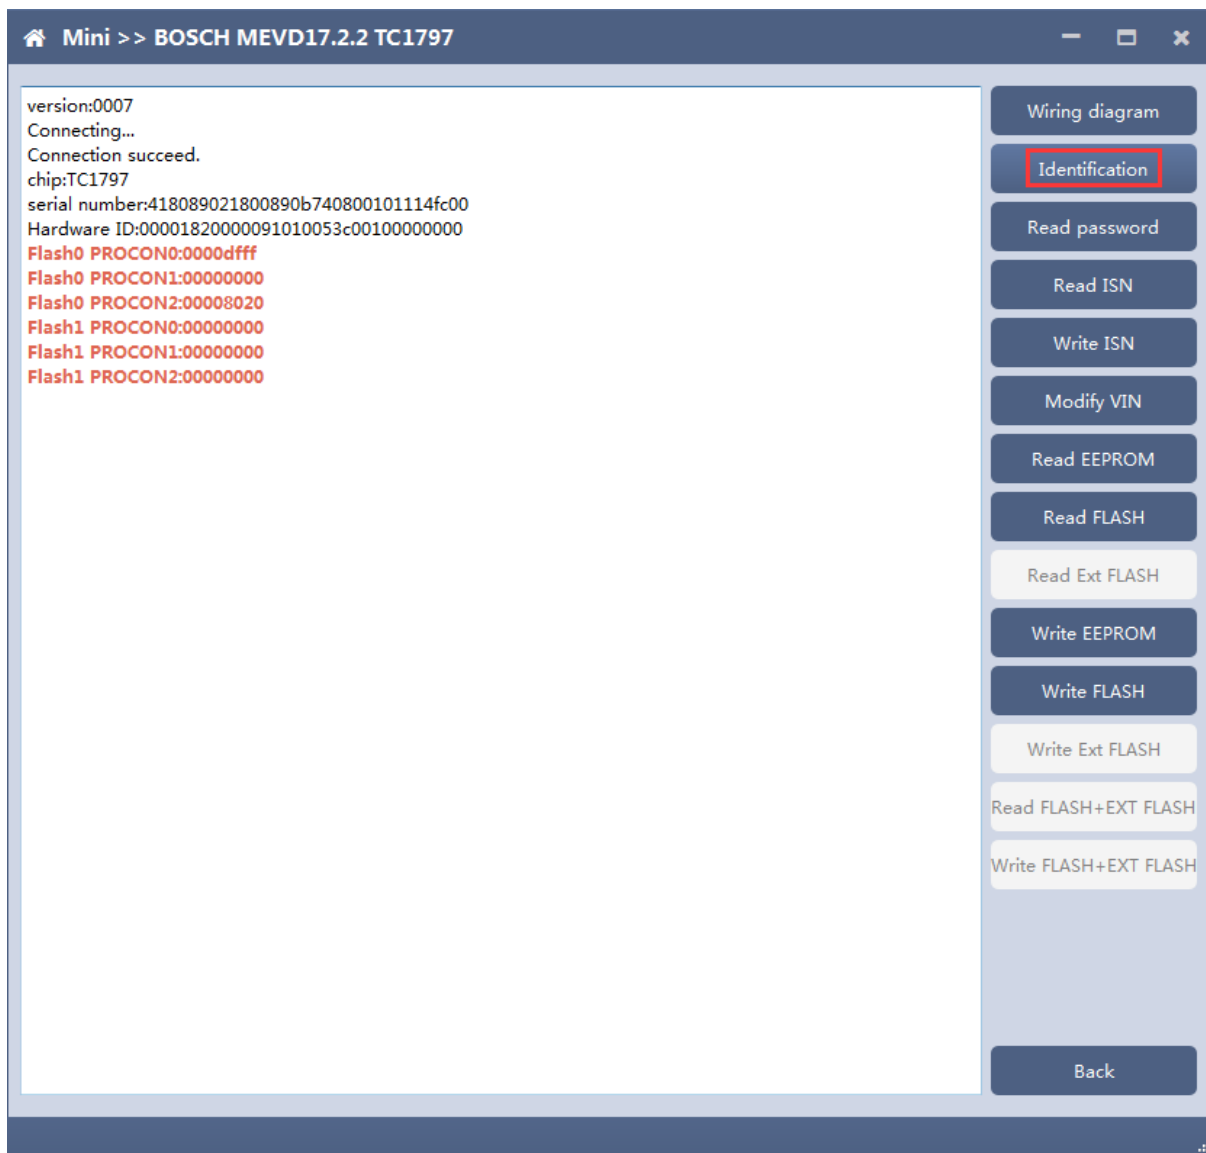 Mini >> BOSCH MEVD17.2.2 TC1797
version:0007
Connecting...
Connection succeed.
chip:TC1797
serial number:418089021800890b740800101114fc00
Hardware ID:00001820000091010053c00100000000
Flash0 PROCON0:0000dfff
Flash0 PROCON1:00000000
Flash0 PROCON2:00008020
Flash1 PROCON0:00000000
Flash1 PROCON1:00000000
Flash1 PROCON2:00000000
Wiring diagram
Identification
Read password
Read ISN
Write ISN
Modify VIN
Read EEPROM
Read FLASH
Read Ext FLASH
Write EEPROM
Write FLASH
Write Ext FLASH
Read FLASH+EXT FLASH
Write FLASH+EXT FLASH
Back